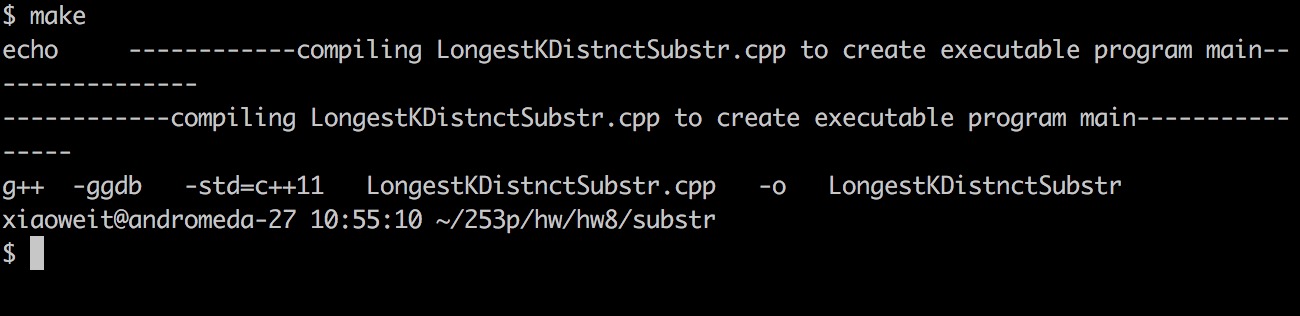 $ make
echo     ------------compiling LongestKDistnctSubstr.cpp to create executable program main--
--------------
------------compiling LongestKDistnctSubstr.cpp to create executable program main-----------
-----
g++  -ggdb   -std=c++11   LongestKDistnctSubstr.cpp   -o   LongestKDistnctSubstr
xiaoweit@andromeda-27 10:55:10 ~/253p/hw/hw8/substr
$